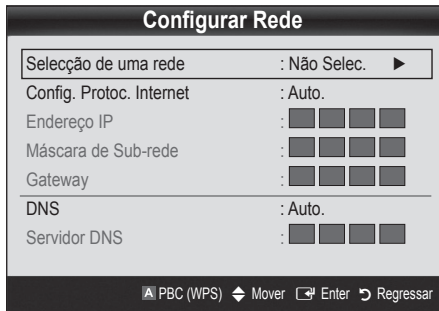 Configurar Rede
Selecção de uma rede : Não Selec. ▶
Config. Protoc. Internet : Auto.
Endereço IP :
Máscara de Sub-rede :
Gateway :
DNS : Auto.
Servidor DNS :
A PBC (WPS) Mover Enter Regressar